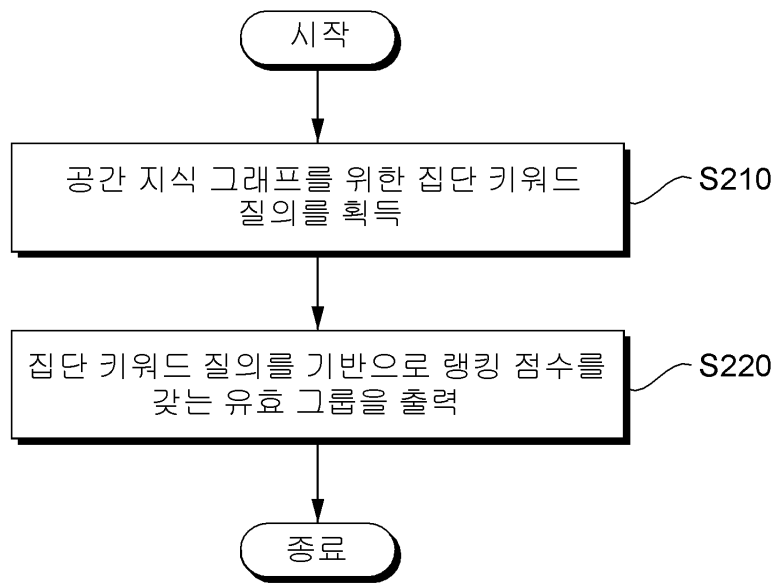 시작
공간 지식 그래프를 위한 집단 키워드
질의를 획득
S210
집단 키워드 질의를 기반으로 랭킹 점수를
갖는 유효 그룹을 출력
S220
종료